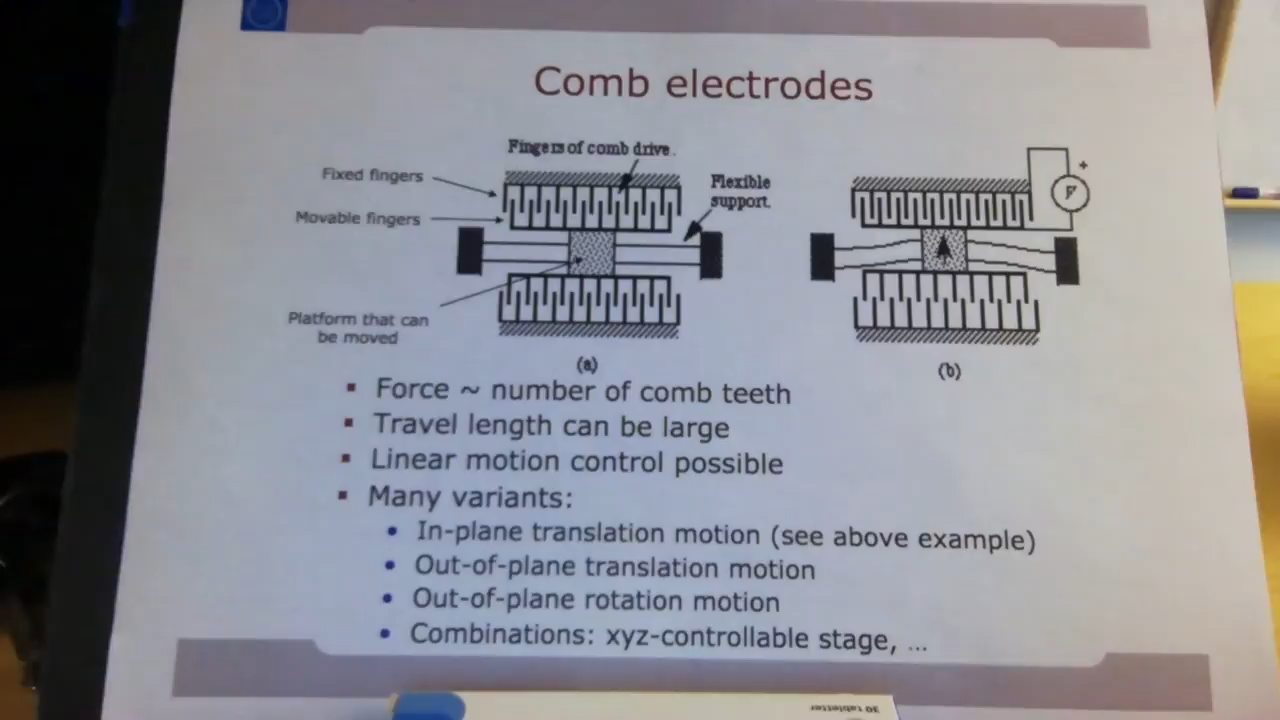 Comb electrodes
Fingers of comb drive.
Fixed fingers
Flexible
support.
Movable fingers
+
F
Platform that can
be moved
(a)
(b)
▪ Force ~ number of comb teeth
▪ Travel length can be large
▪ Linear motion control possible
▪ Many variants:
• In-plane translation motion (see above example)
• Out-of-plane translation motion
• Out-of-plane rotation motion
• Combinations: xyz-controllable stage, ...
30 tabletter